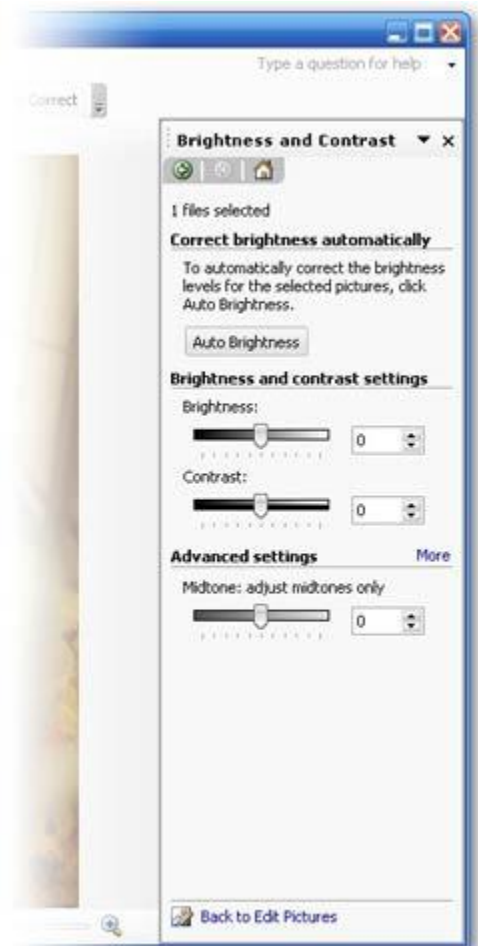 Type a question for help
Correct
Brightness and Contrast
1 files selected
Correct brightness automatically
To automatically correct the brightness
levels for the selected pictures, click
Auto Brightness.
Auto Brightness
Brightness and contrast settings
Brightness:
0
Contrast:
0
Advanced settings More
Midtone: adjust midtones only
0
Back to Edit Pictures